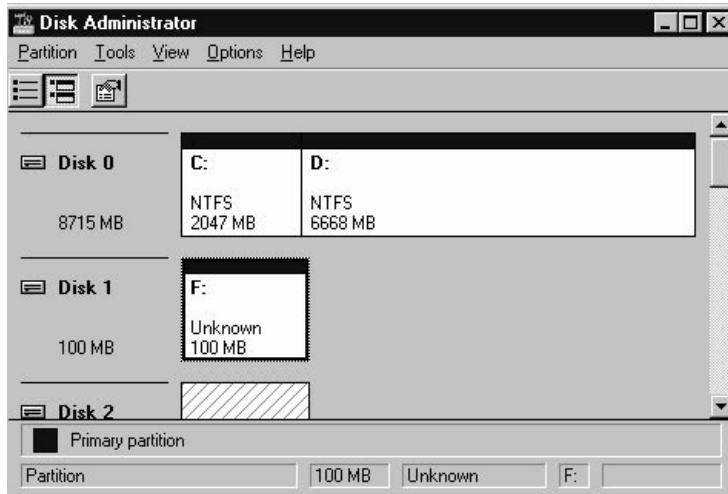 Disk Administrator
Partition Tools View Options Help
Disk 0
8715 MB
C:
NTFS
2047 MB
D:
NTFS
6668 MB
Disk 1
100 MB
F:
Unknown
100 MB
Disk 2
Primary partition
Partition 100 MB Unknown F: